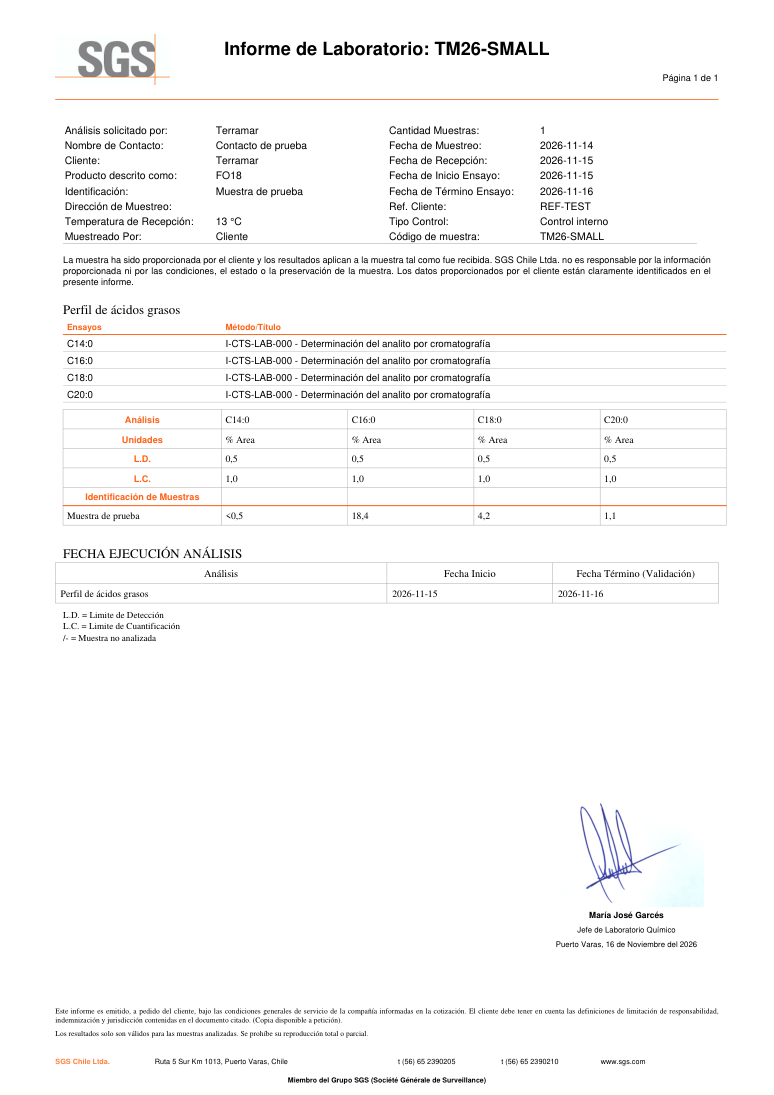 SGS
Informe de Laboratorio: TM26-SMALL
Página 1 de 1
Análisis solicitado por: Terramar Cantidad Muestras: 1
Nombre de Contacto: Contacto de prueba Fecha de Muestreo: 2026-11-14
Cliente: Terramar Fecha de Recepción: 2026-11-15
Producto descrito como: FO18 Fecha de Inicio Ensayo: 2026-11-15
Identificación: Muestra de prueba Fecha de Término Ensayo: 2026-11-16
Dirección de Muestreo: Ref. Cliente: REF-TEST
Temperatura de Recepción: 13 °C Tipo Control: Control interno
Muestreado Por: Cliente Código de muestra: TM26-SMALL
La muestra ha sido proporcionada por el cliente y los resultados aplican a la muestra tal como fue recibida. SGS Chile Ltda. no es responsable por la información
proporcionada ni por las condiciones, el estado o la preservación de la muestra. Los datos proporcionados por el cliente están claramente identificados en el
presente informe.
Perfil de ácidos grasos
Ensayos Método/Título
C14:0 I-CTS-LAB-000 - Determinación del analito por cromatografía
C16:0 I-CTS-LAB-000 - Determinación del analito por cromatografía
C18:0 I-CTS-LAB-000 - Determinación del analito por cromatografía
C20:0 I-CTS-LAB-000 - Determinación del analito por cromatografía
Análisis C14:0 C16:0 C18:0 C20:0
Unidades % Area % Area % Area % Area
L.D. 0,5 0,5 0,5 0,5
L.C. 1,0 1,0 1,0 1,0
Identificación de Muestras
Muestra de prueba <0,5 18,4 4,2 1,1
FECHA EJECUCIÓN ANÁLISIS
Análisis Fecha Inicio Fecha Término (Validación)
Perfil de ácidos grasos 2026-11-15 2026-11-16
L.D. = Limite de Detección
L.C. = Limite de Cuantificación
/- = Muestra no analizada
María José Garcés
Jefe de Laboratorio Químico
Puerto Varas, 16 de Noviembre del 2026
Este informe es emitido, a pedido del cliente, bajo las condiciones generales de servicio de la compañía informadas en la cotización. El cliente debe tener en cuenta las definiciones de limitación de responsabilidad,
indemnización y jurisdicción contenidas en el documento citado. (Copia disponible a petición).
Los resultados solo son válidos para las muestras analizadas. Se prohíbe su reproducción total o parcial.
SGS Chile Ltda. Ruta 5 Sur Km 1013, Puerto Varas, Chile t (56) 65 2390205 t (56) 65 2390210 www.sgs.com
Miembro del Grupo SGS (Société Générale de Surveillance)